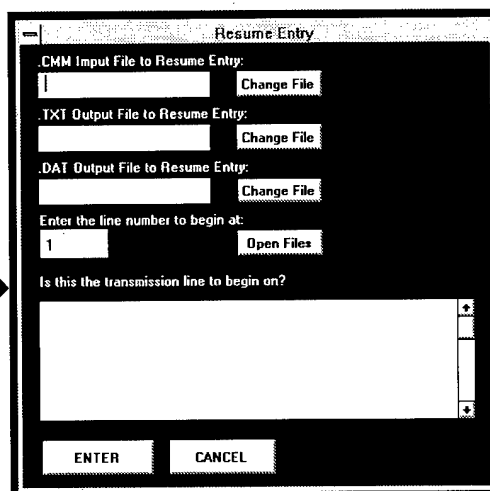 Resume Entry
.CMM Input File to Resume Entry:
Change File
.TXT Output File to Resume Entry:
Change File
.DAT Output File to Resume Entry:
Change File
Enter the line number to begin at:
1
Open Files
Is this the transmission line to begin on?
ENTER CANCEL